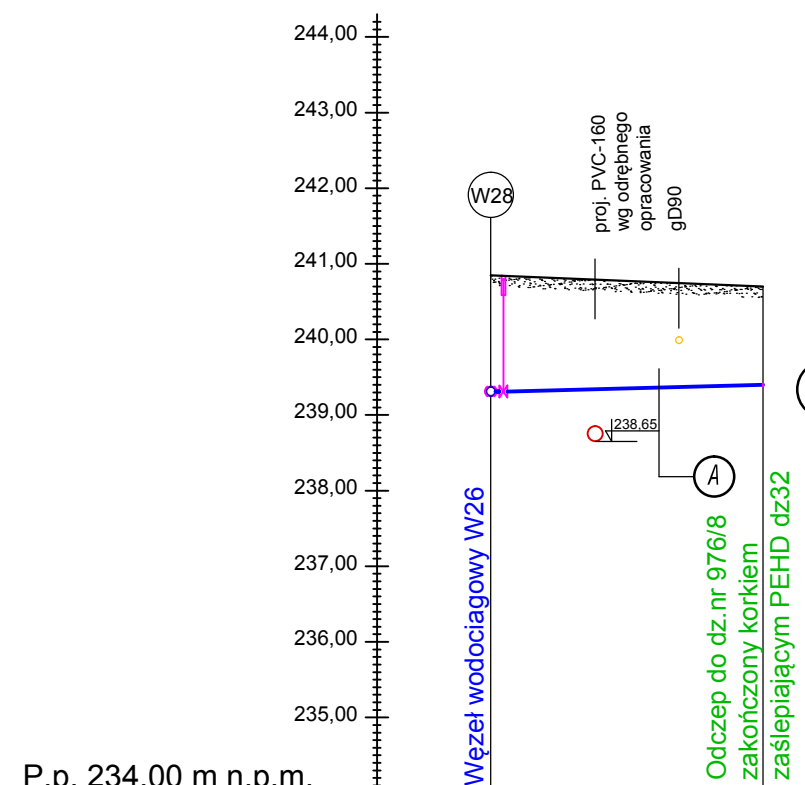 244,00
243,00
242,00
241,00
240,00
239,00
238,00
237,00
236,00
235,00
P.p. 234,00 m n.p.m.
W28
proj. PVC-160
wg odrębnego
opracowania
gD90
238.65
A
Węzeł wodociagowy W26
Odczep do dz.nr 976/8
zakończony korkiem
zaślepiającym PEHD dz32